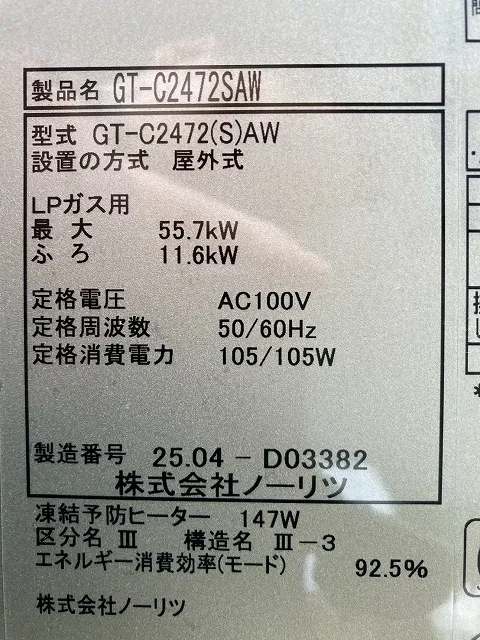 製品名 GT-C2472SAW
型式 GT-C2472(S)AW
設置の方式 屋外式
LPガス用
最大 55.7kW
ふろ 11.6kW
定格電圧 AC100V
定格周波数 50/60Hz
定格消費電力 105/105W
製造番号 25.04 - D03382
株式会社ノーリツ
凍結予防ヒーター 147W
区分名 Ⅲ 構造名 Ⅲ-3
エネルギー消費効率(モード) 92.5%
株式会社ノーリツ